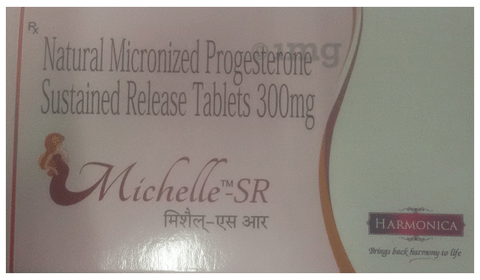 Rx
Natural Micronized Progesterone
Sustained Release Tablets 300mg
Michelle™-SR
मिशैल्-एस आर
HARMONICA
Brings back harmony to life